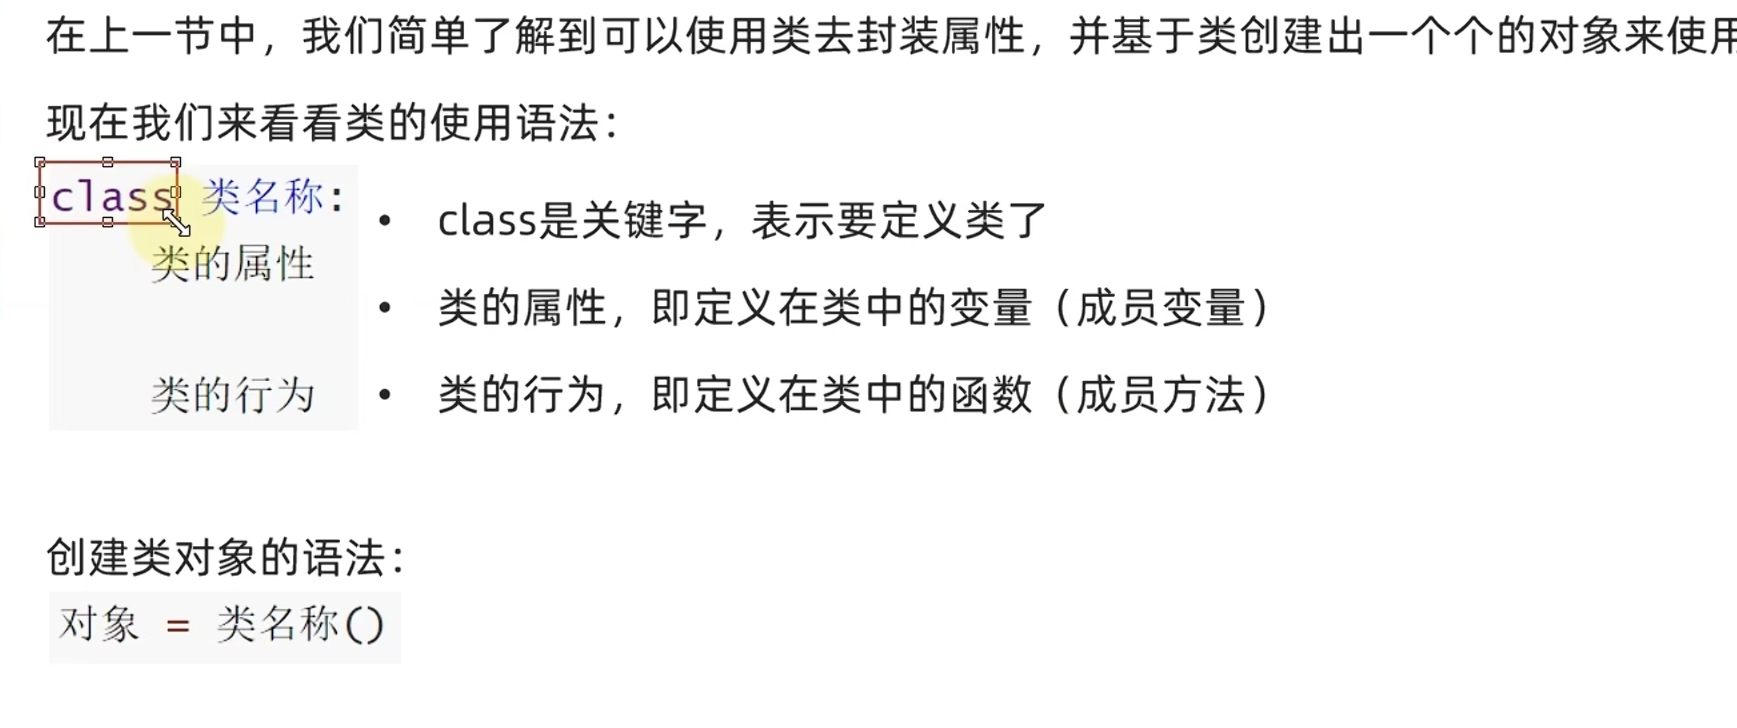 在上一节中，我们简单了解到可以使用类去封装属性，并基于类创建出一个个的对象来使用
现在我们来看看类的使用语法：
class 类名称:
类的属性
类的行为
• class是关键字，表示要定义类了
• 类的属性，即定义在类中的变量（成员变量）
• 类的行为，即定义在类中的函数（成员方法）
创建类对象的语法：
对象 = 类名称()